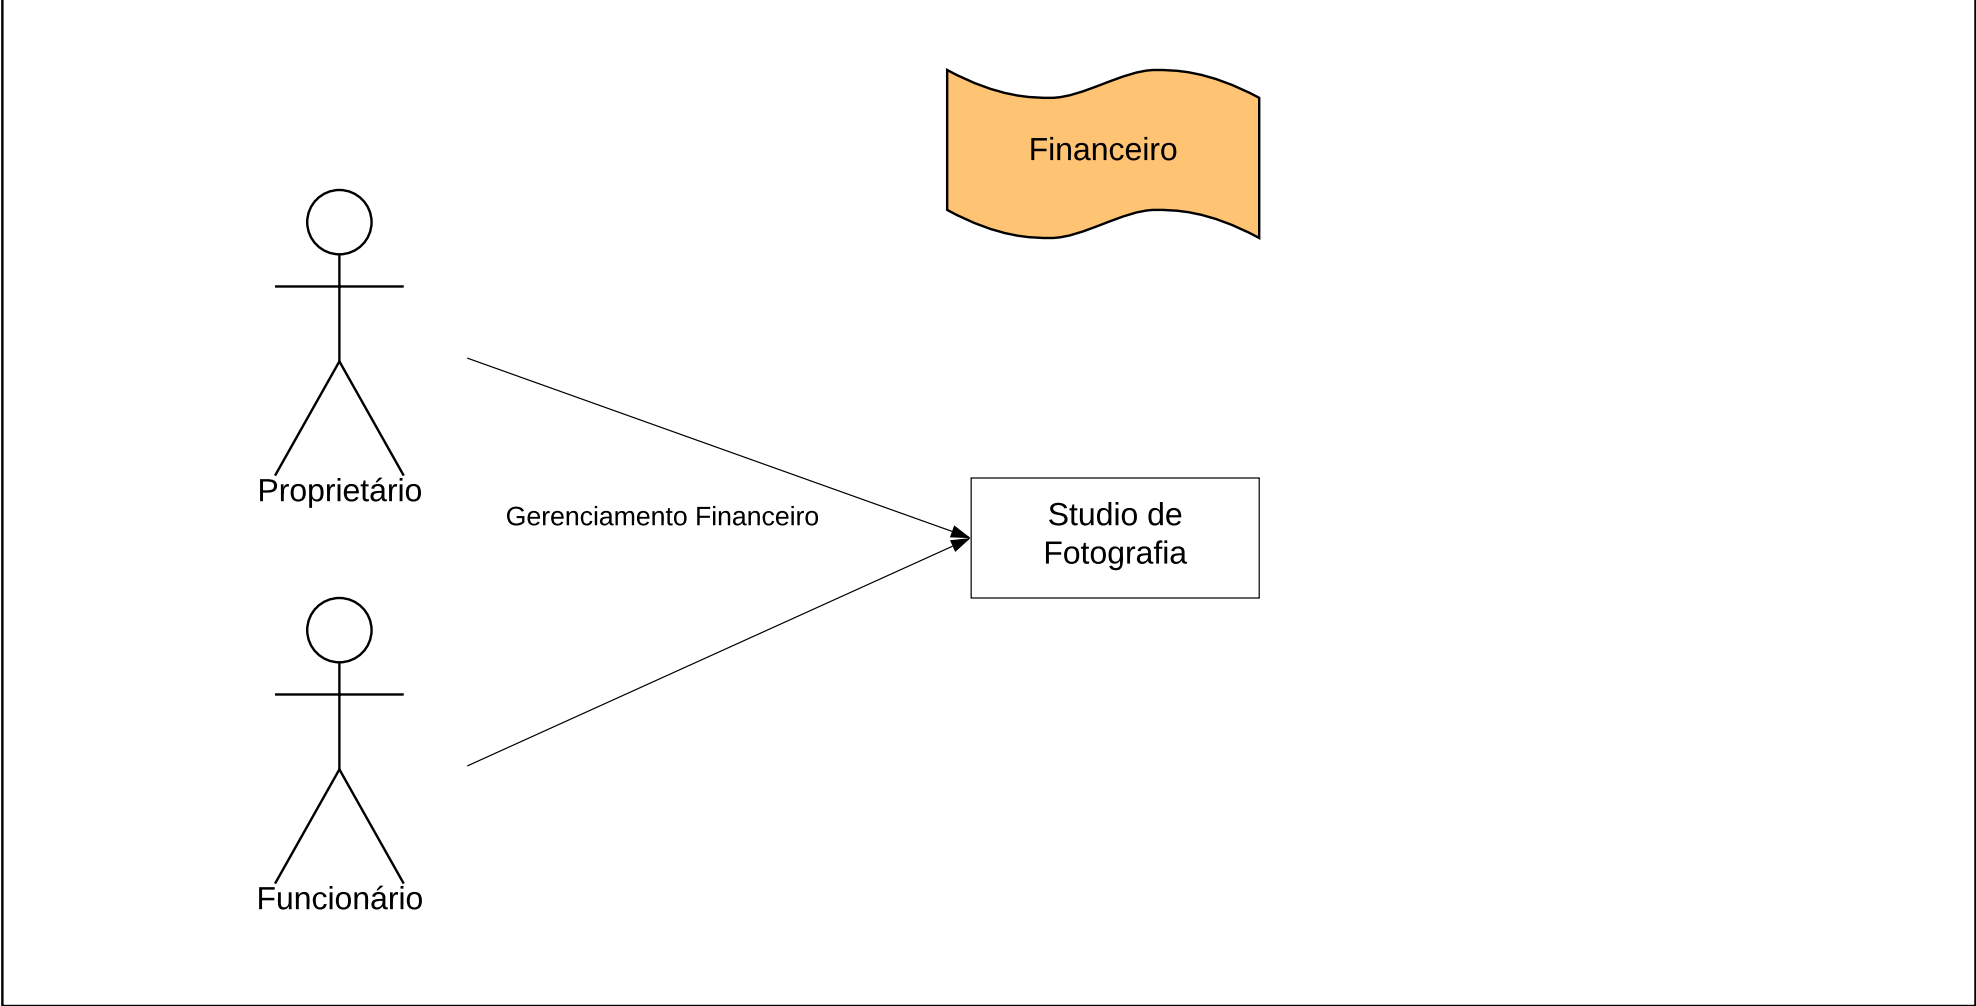 Financeiro
Proprietário
Gerenciamento Financeiro
Studio de
Fotografia
Funcionário